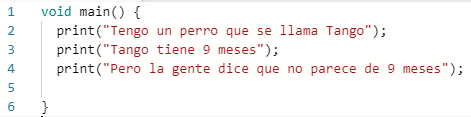 1 void main() {
2 print("Tengo un perro que se llama Tango");
3 print("Tango tiene 9 meses");
4 print("Pero la gente dice que no parece de 9 meses");
5
6 }